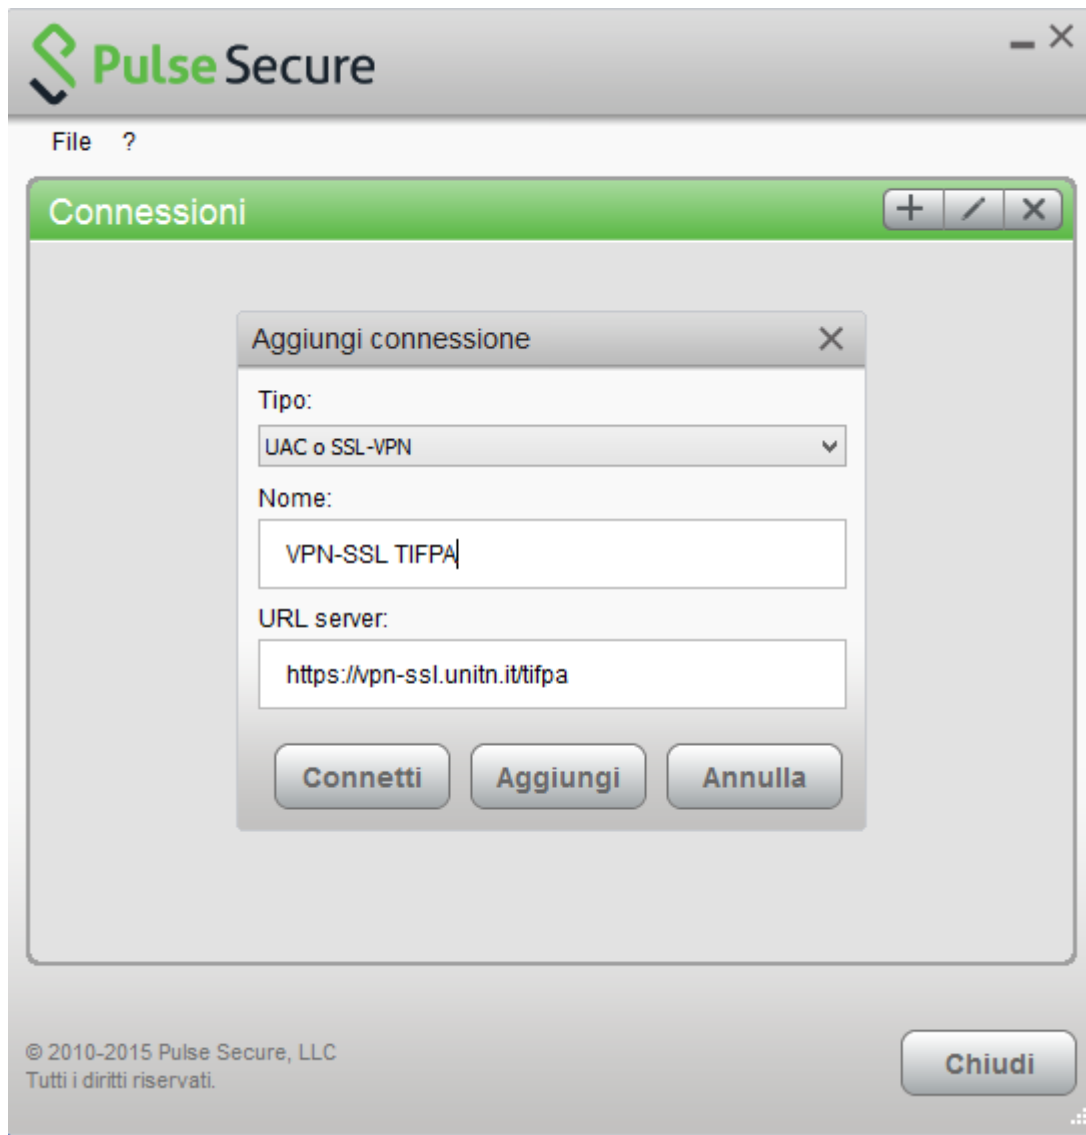 Pulse Secure
File ?
Connessioni
Aggiungi connessione
Tipo:
UAC o SSL-VPN
Nome:
VPN-SSL TIFPA
URL server:
https://vpn-ssl.unitn.it/tifpa
Connetti Aggiungi Annulla
© 2010-2015 Pulse Secure, LLC
Tutti i diritti riservati.
Chiudi